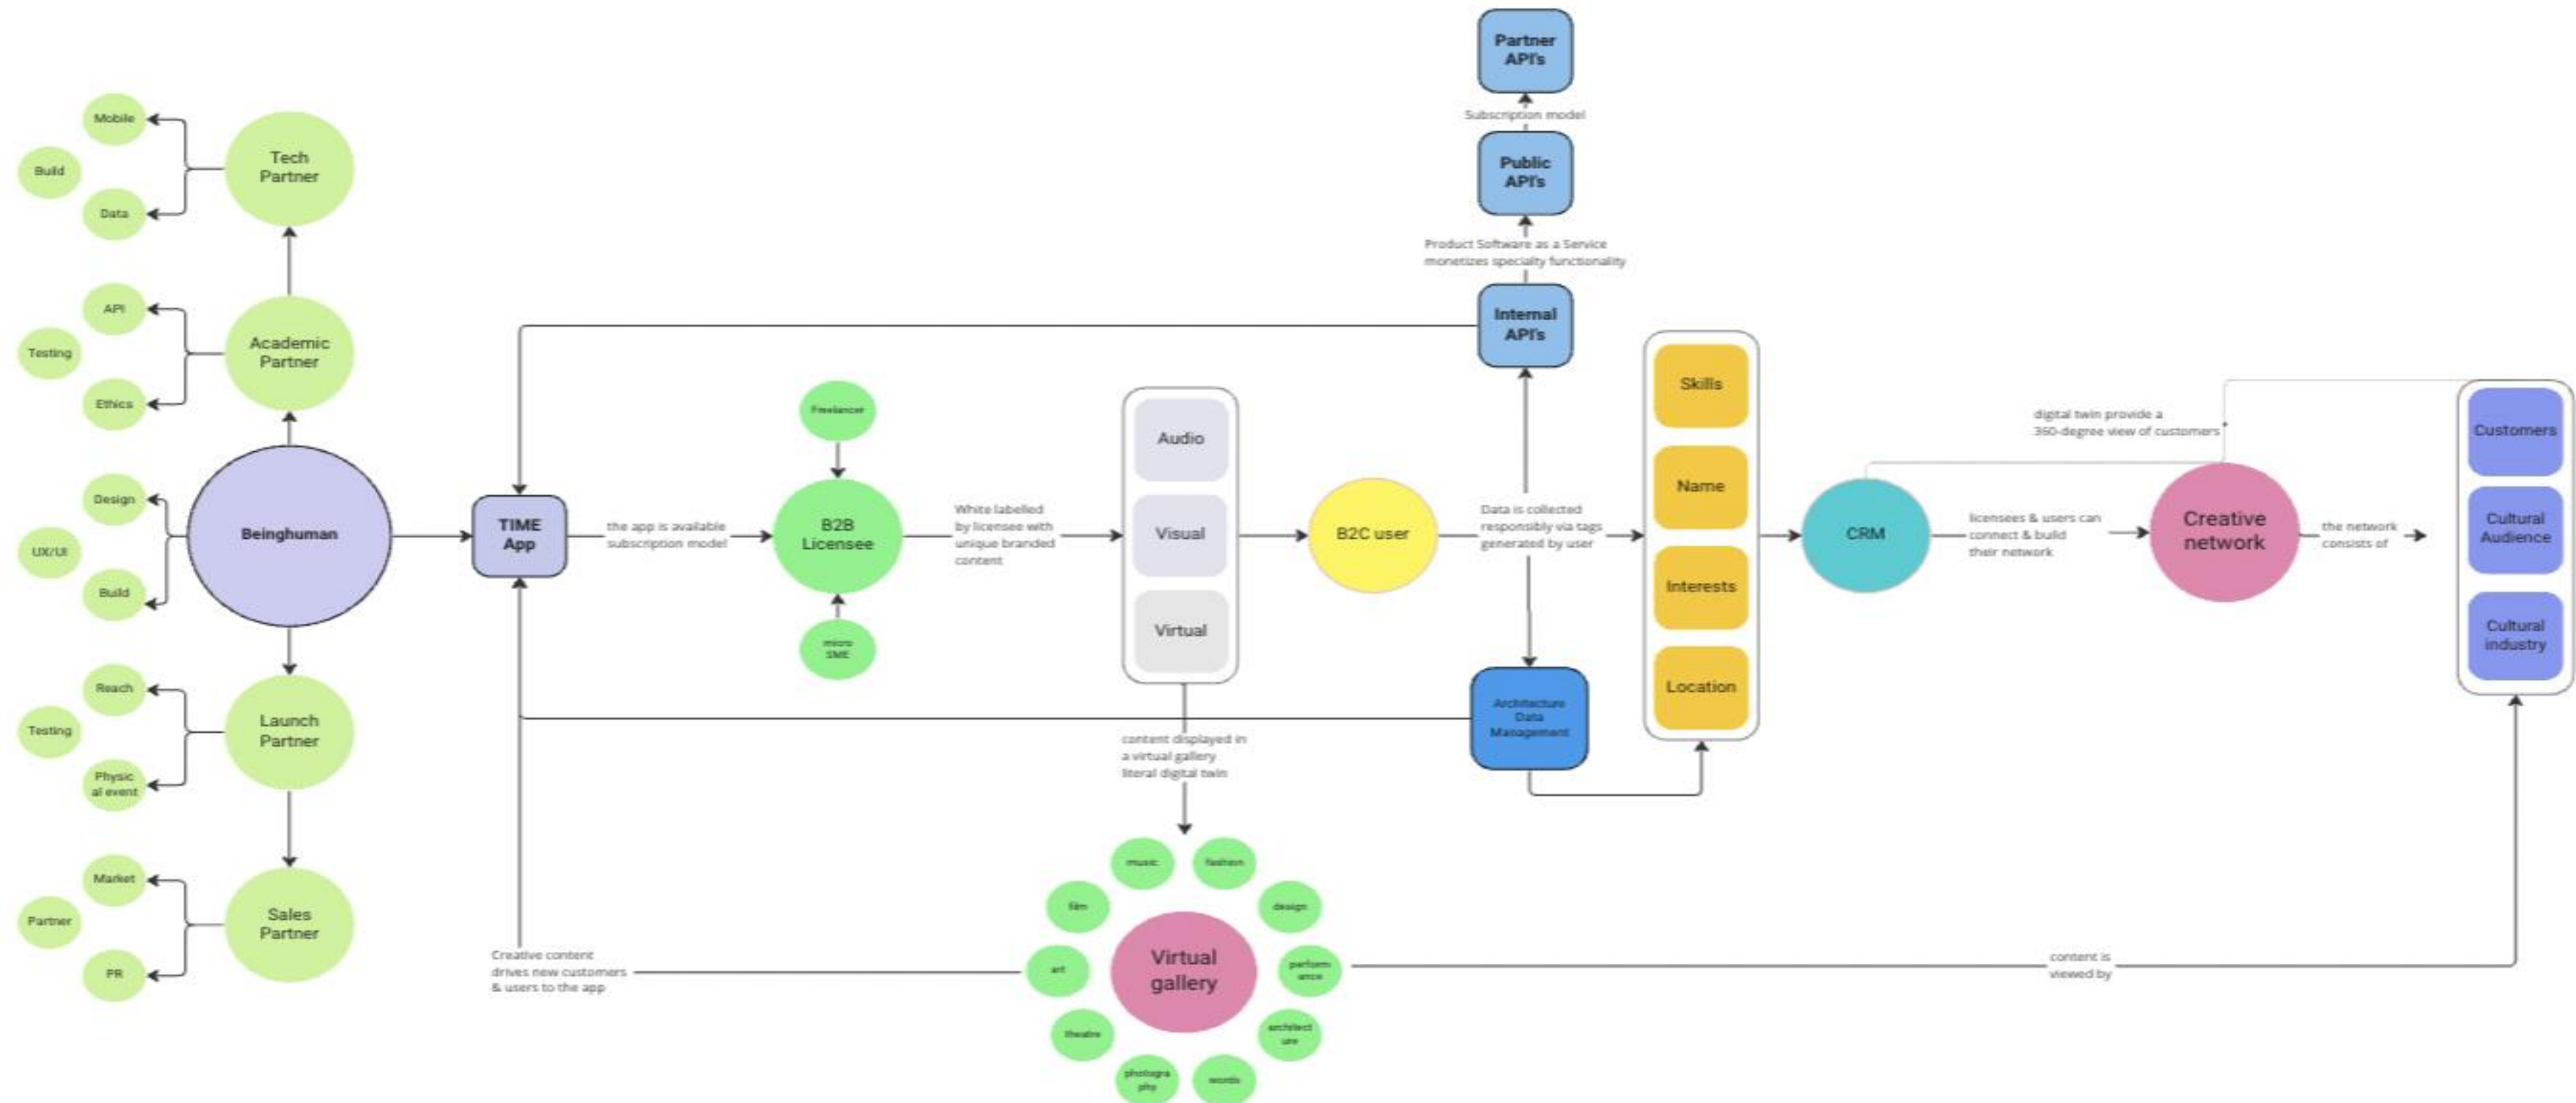 Partner
API's
Subscription model
Public
API's
Product Software as a Service
monetizes specialty functionality
Internal
API's
Mobile
Build
Data
Tech
Partner
API
Testing
Ethics
Academic
Partner
Design
UX/UI
Build
Beinghuman
Reach
Testing
Physic
al event
Launch
Partner
Market
Partner
PR
Sales
Partner
TIME
App
the app is available
subscription model
Freelancer
B2B
Licensee
micro
SME
White labelled
by licensee with
unique branded
content
Audio
Visual
Virtual
B2C user
Data is collected
responsibly via tags
generated by user
Architecture
Data
Management
Skills
Name
Interests
Location
CRM
digital twin provide a
360-degree view of customers
licensees & users can
connect & build
their network
Creative
network
the network
consists of
Customers
Cultural
Audience
Cultural
industry
content displayed in
a virtual gallery
literal digital twin
Creative content
drives new customers
& users to the app
Virtual
gallery
music
fashion
film
design
art
perform
ance
theatre
architect
ure
photogra
phy
words
content is
viewed by